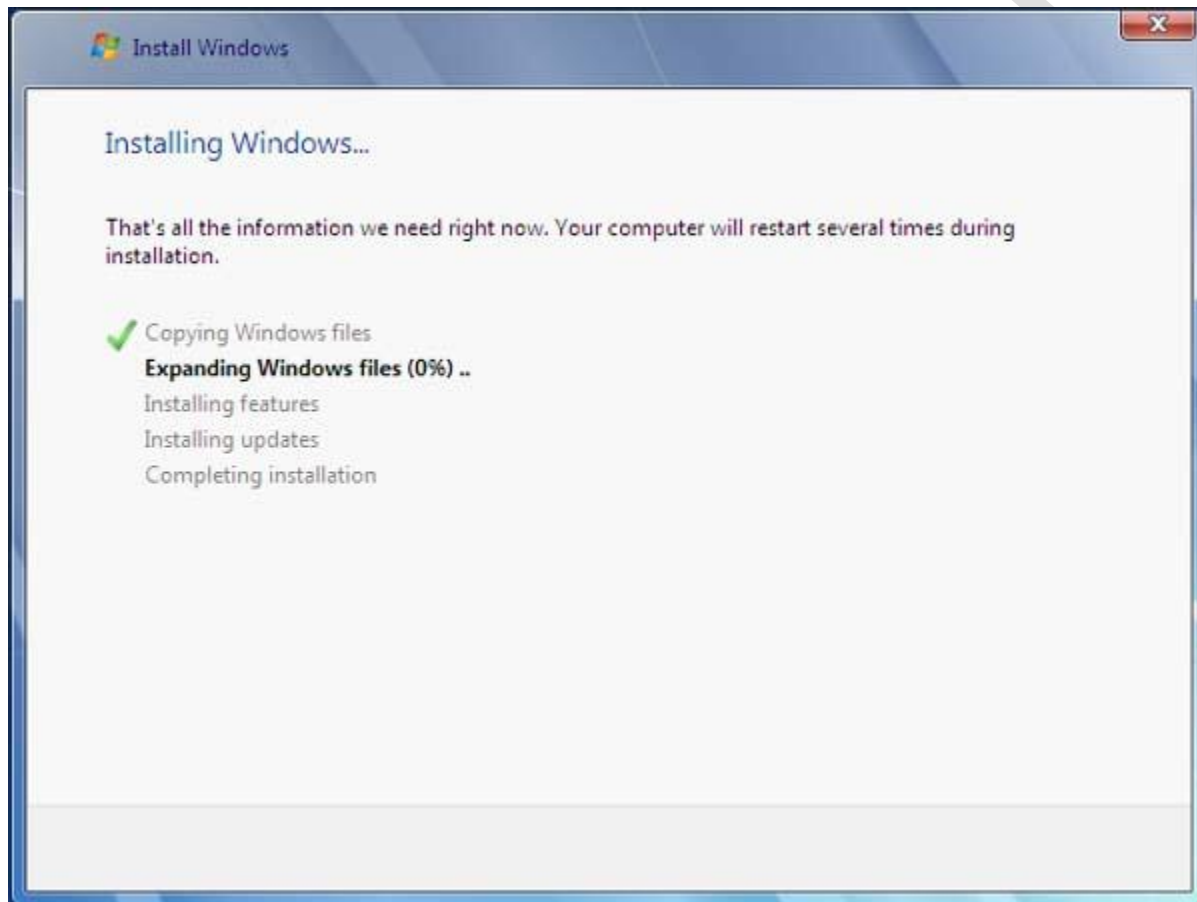 Install Windows
Installing Windows...
That's all the information we need right now. Your computer will restart several times during
installation.
Copying Windows files
Expanding Windows files (0%) ..
Installing features
Installing updates
Completing installation